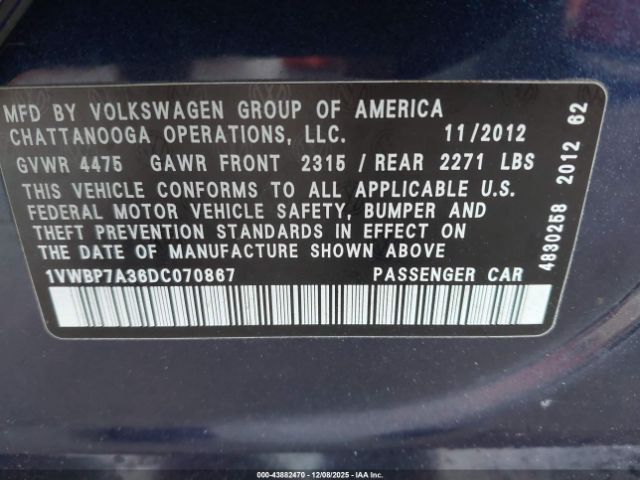 MFD BY VOLKSWAGEN GROUP OF AMERICA
CHATTANOOGA OPERATIONS, LLC. 11/2012
GVWR 4475 GAWR FRONT 2315 / REAR 2271 LBS
THIS VEHICLE CONFORMS TO ALL APPLICABLE U.S.
FEDERAL MOTOR VEHICLE SAFETY, BUMPER AND
THEFT PREVENTION STANDARDS IN EFFECT ON
THE DATE OF MANUFACTURE SHOWN ABOVE
1VWBP7A36DC070867 PASSENGER CAR
4830258 2012 62
000-43882470 - 12/08/2025 - IAAI, Inc.